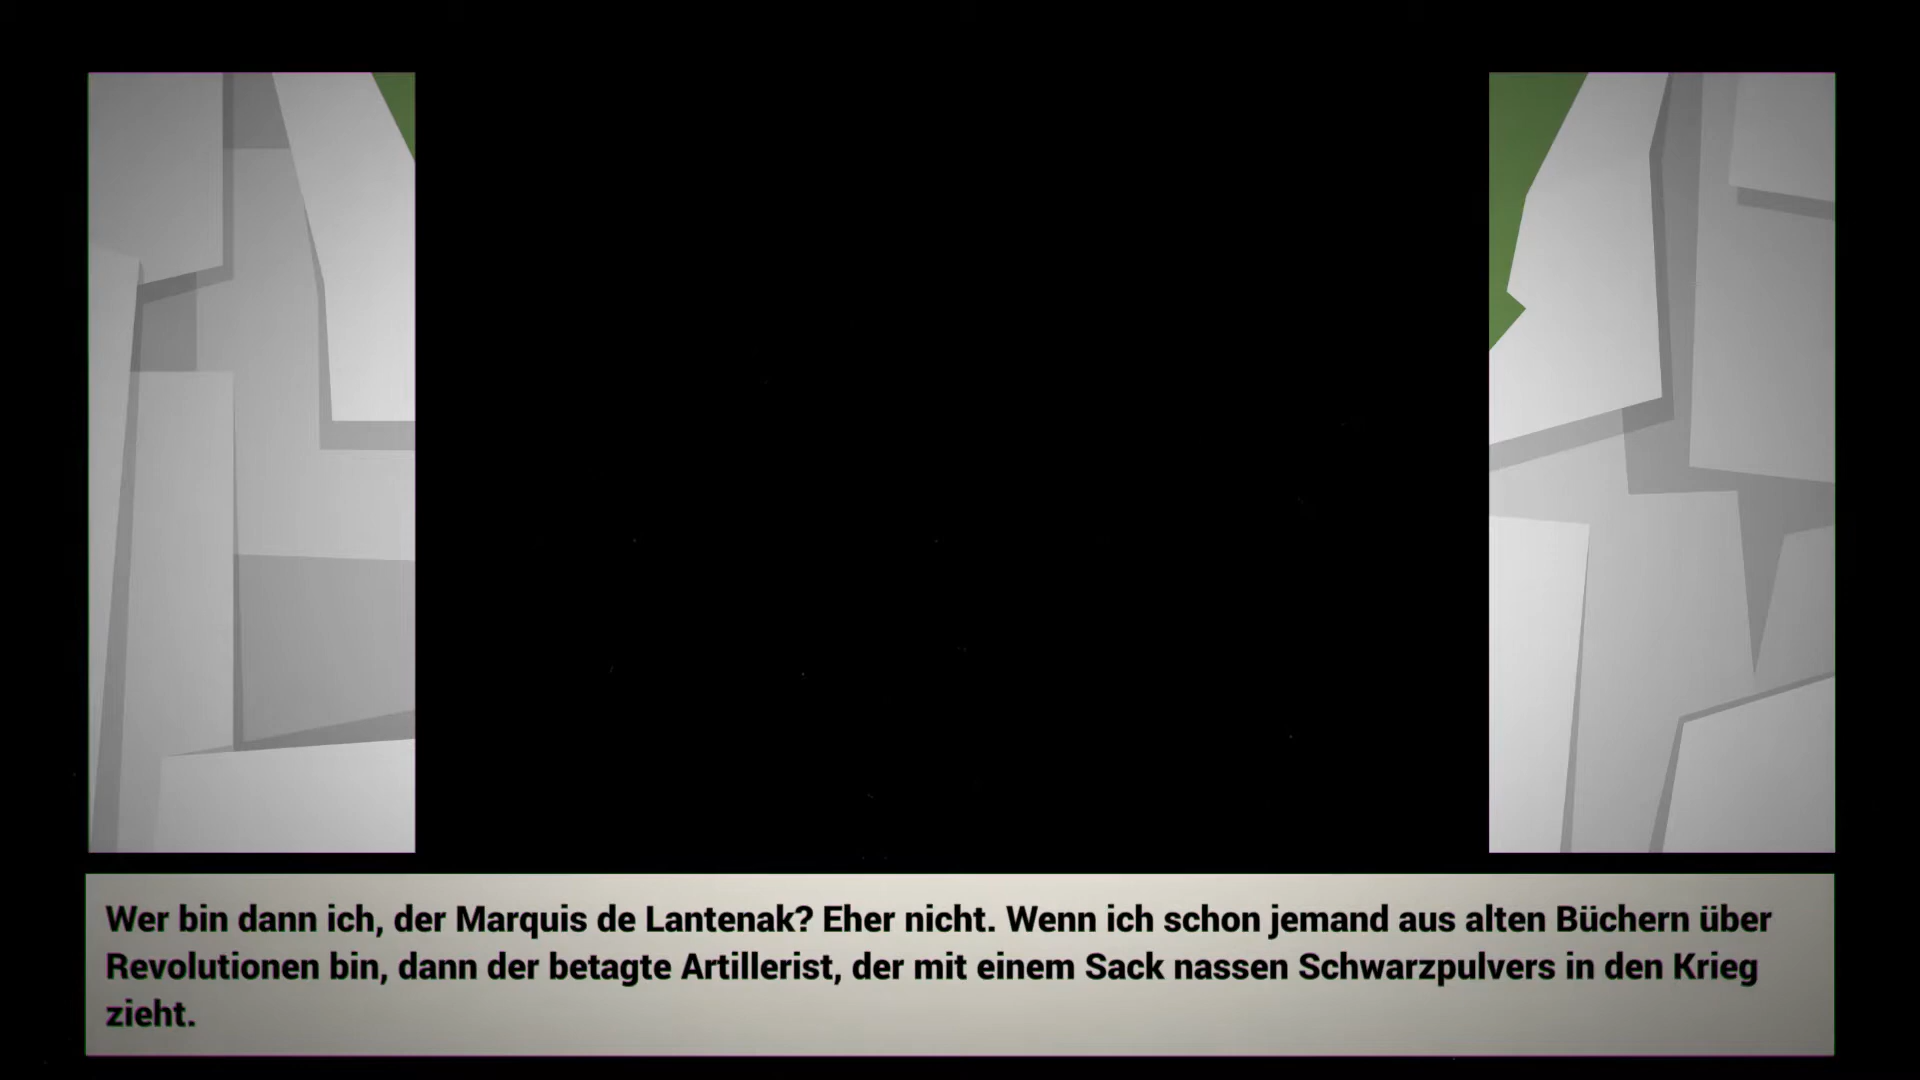 Wer bin dann ich, der Marquis de Lantenak? Eher nicht. Wenn ich schon jemand aus alten Büchern über
Revolutionen bin, dann der betagte Artillerist, der mit einem Sack nassen Schwarzpulvers in den Krieg
zieht.